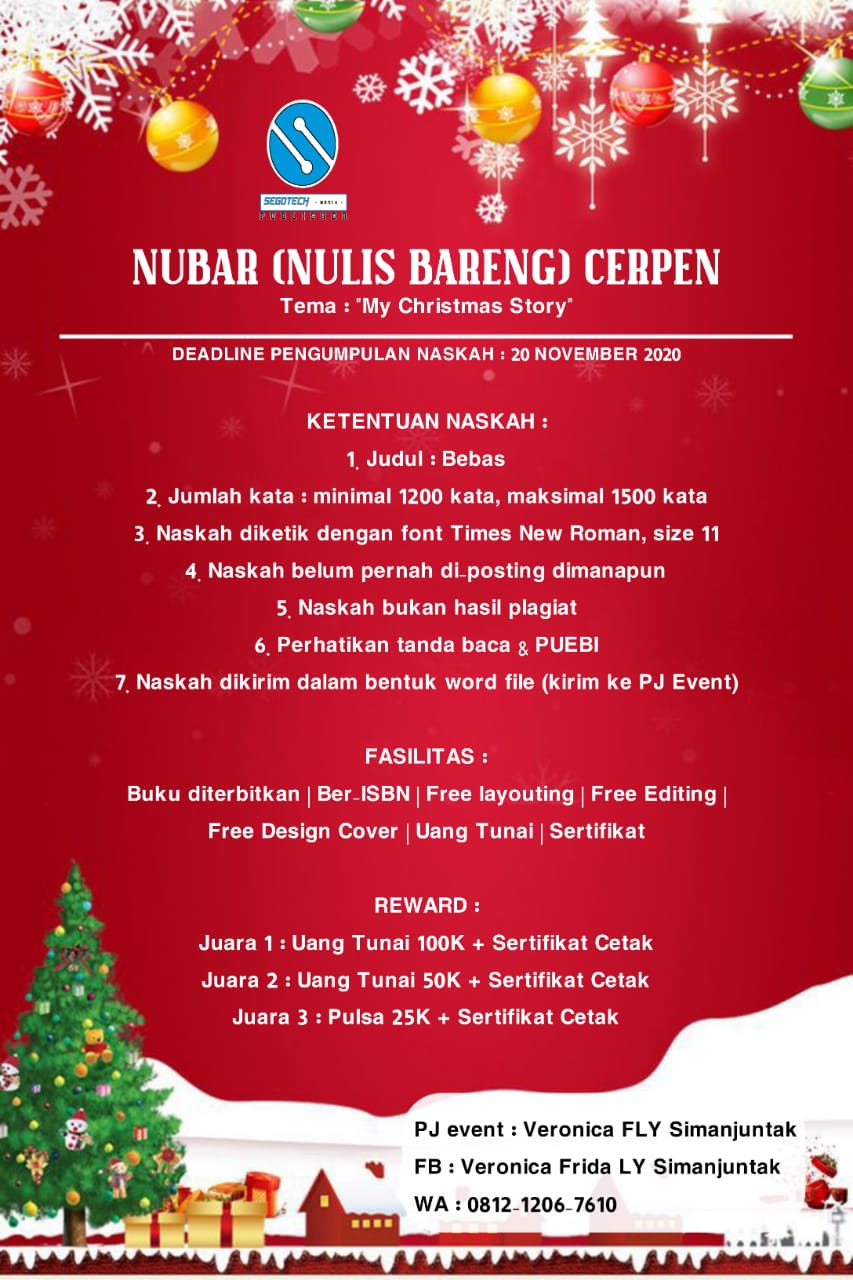 SEGOTECH - MEDIA -
PUBLISHER
NUBAR (NULIS BARENG) CERPEN
Tema : "My Christmas Story"
DEADLINE PENGUMPULAN NASKAH : 20 NOVEMBER 2020
KETENTUAN NASKAH :
1. Judul : Bebas
2. Jumlah kata : minimal 1200 kata, maksimal 1500 kata
3. Naskah diketik dengan font Times New Roman, size 11
4. Naskah belum pernah di-posting dimanapun
5. Naskah bukan hasil plagiat
6. Perhatikan tanda baca & PUEBI
7. Naskah dikirim dalam bentuk word file (kirim ke PJ Event)
FASILITAS :
Buku diterbitkan | Ber-ISBN | Free layouting | Free Editing |
Free Design Cover | Uang Tunai | Sertifikat
REWARD :
Juara 1 : Uang Tunai 100K + Sertifikat Cetak
Juara 2 : Uang Tunai 50K + Sertifikat Cetak
Juara 3 : Pulsa 25K + Sertifikat Cetak
PJ event : Veronica FLY Simanjuntak
FB : Veronica Frida LY Simanjuntak
WA : 0812-1206-7610